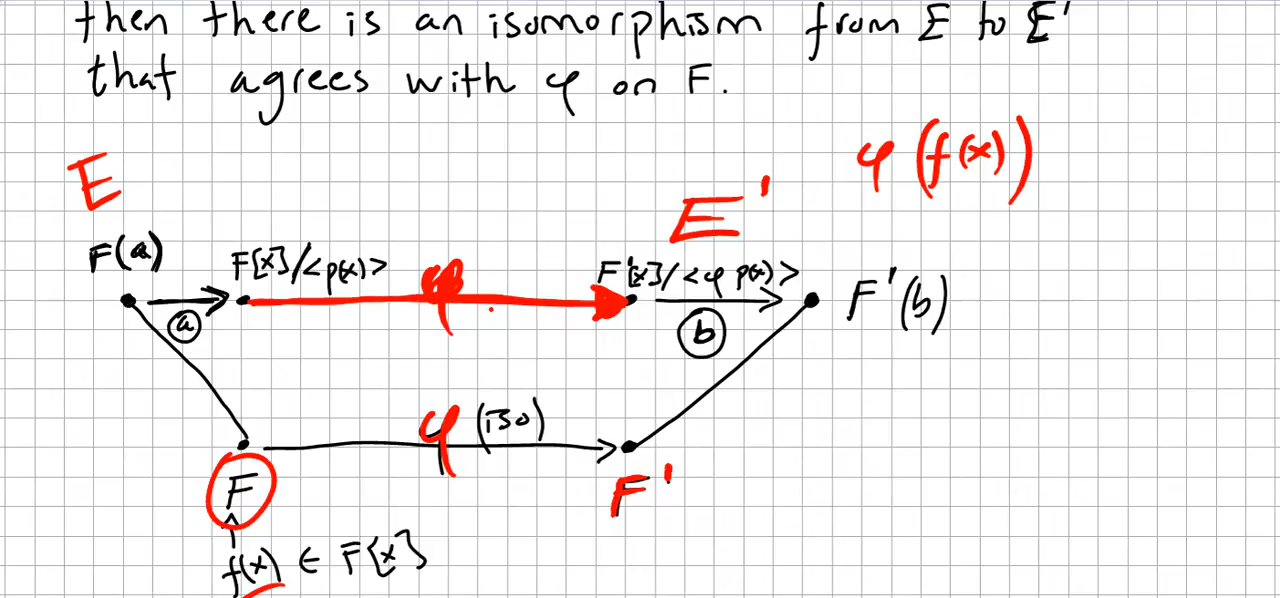 then there is an isomorphism from E to E'
that agrees with φ on F.
φ(f(x))
E
E'
F(a)
F[x]/<p(x)>
φ
F'[x]/<φ p(x)>
F'(b)
a
b
φ (iso)
F
F'
f(x) ∈ F[x]